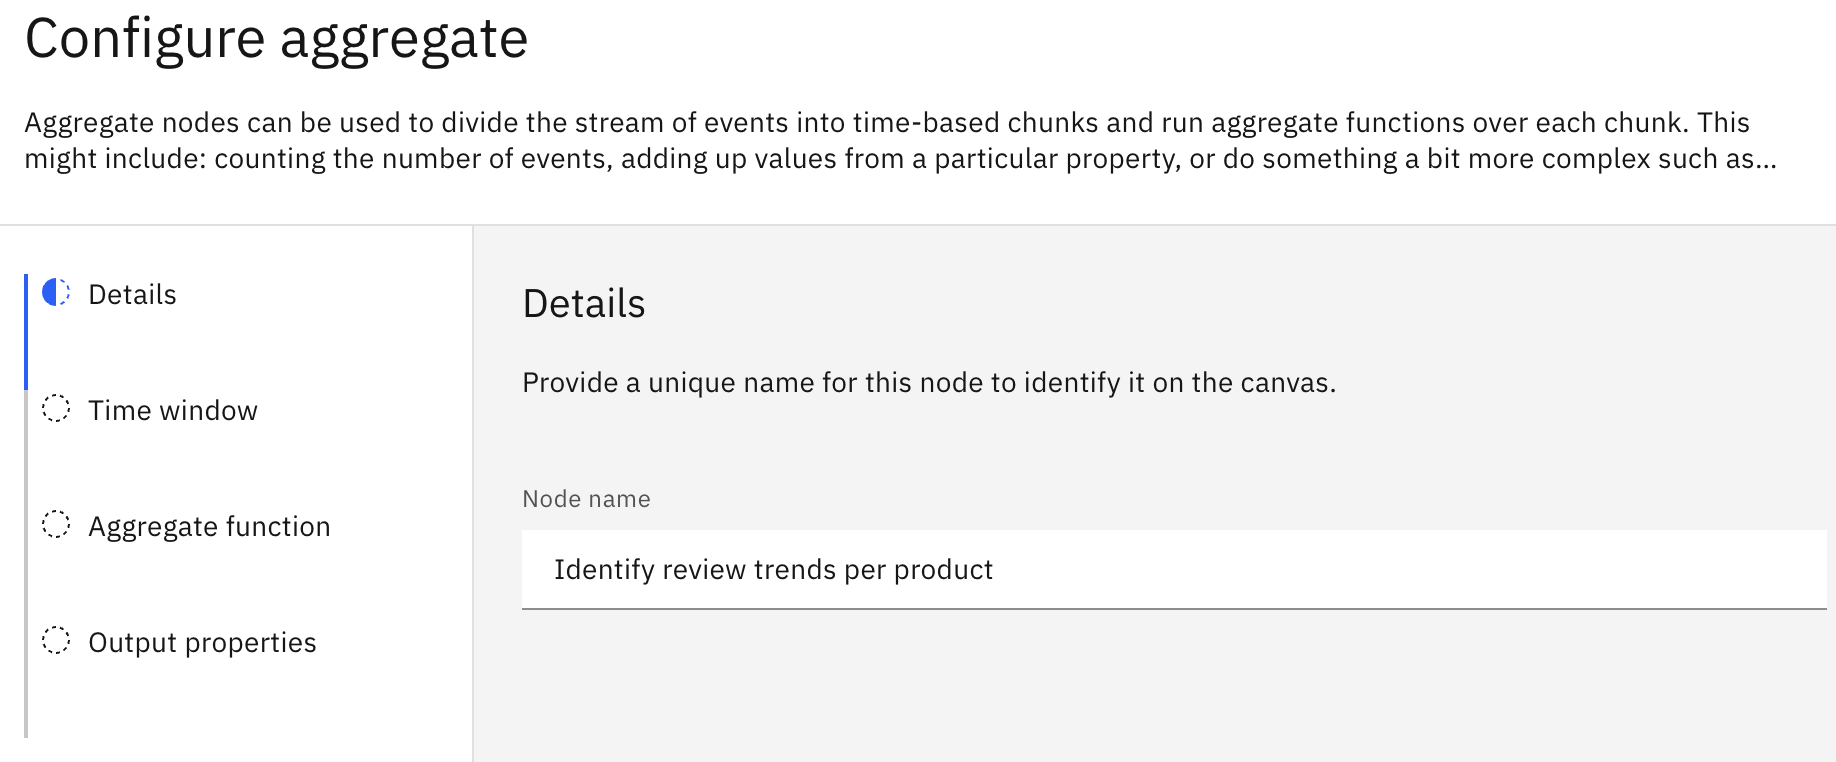 Configure aggregate
Aggregate nodes can be used to divide the stream of events into time-based chunks and run aggregate functions over each chunk. This
might include: counting the number of events, adding up values from a particular property, or do something a bit more complex such as...
Details
Time window
Aggregate function
Output properties
Details
Provide a unique name for this node to identify it on the canvas.
Node name
Identify review trends per product